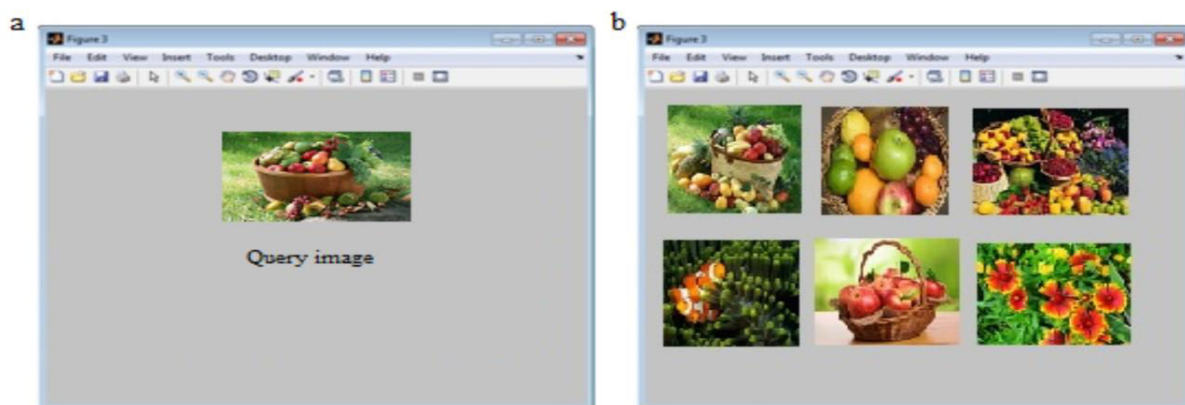 a
Figure 3
File Edit View Insert Tools Desktop Window Help
Query image
b
Figure 3
File Edit View Insert Tools Desktop Window Help